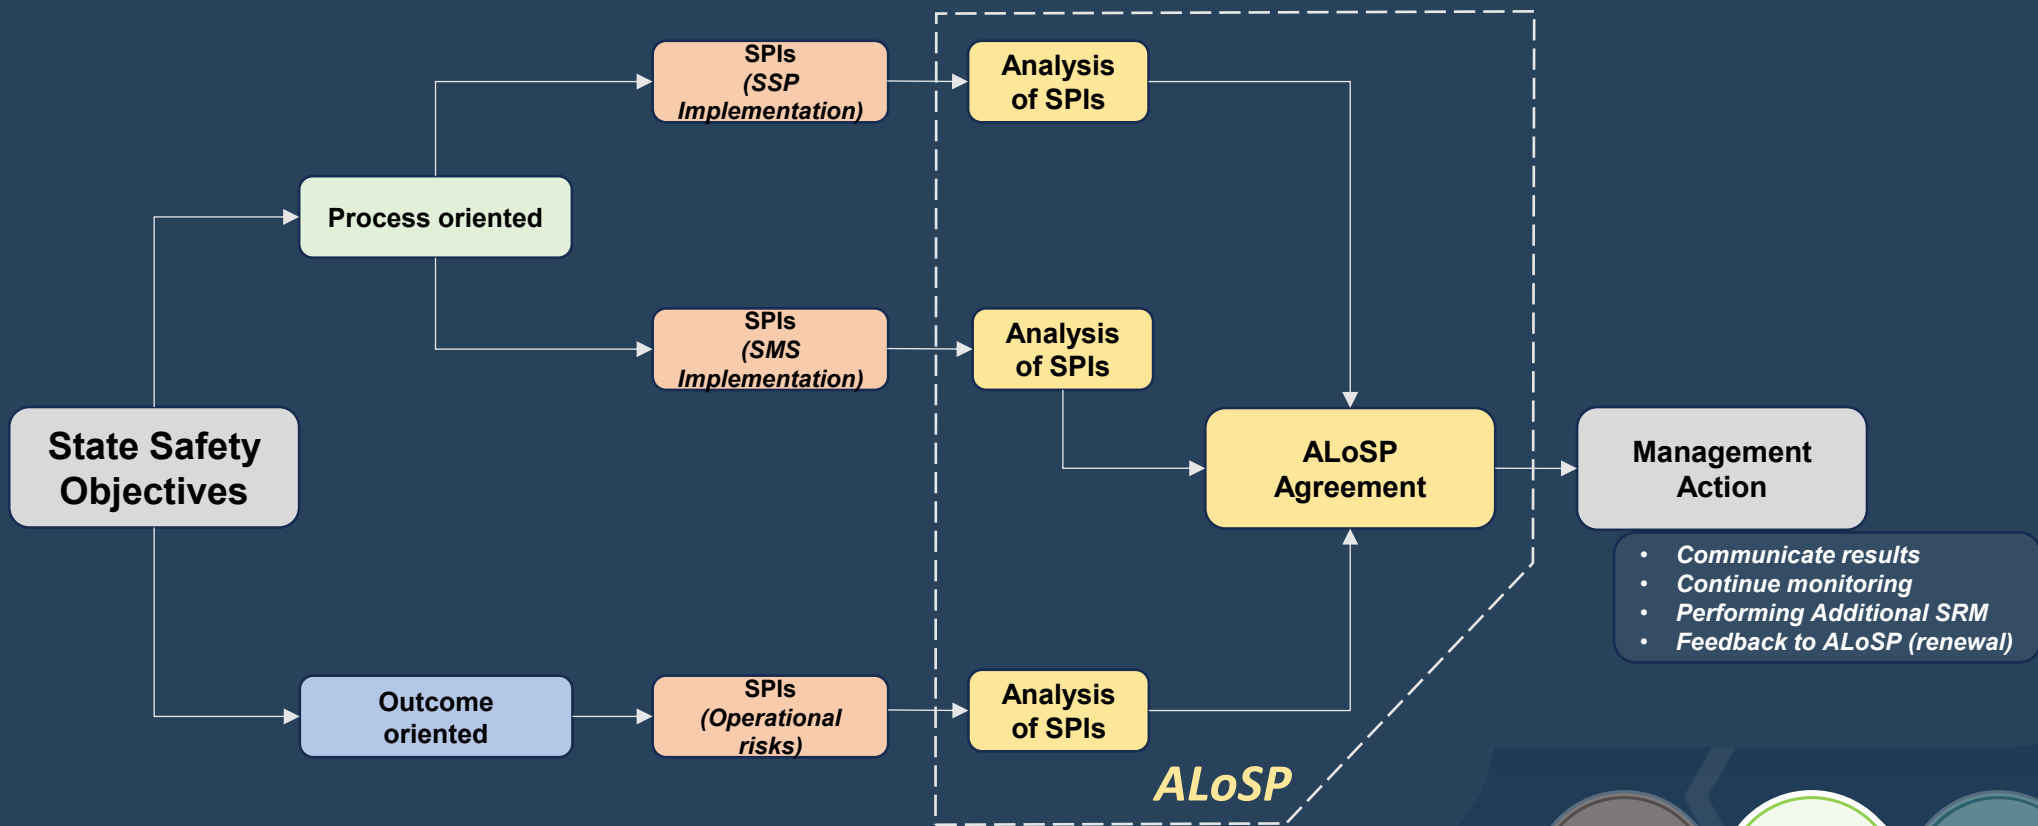 SPIs
(SSP
Implementation)
Analysis
of SPIs
Process oriented
SPIs
(SMS
Implementation)
Analysis
of SPIs
State Safety
Objectives
ALoSP
Agreement
Management
Action
• Communicate results
• Continue monitoring
• Performing Additional SRM
• Feedback to ALoSP (renewal)
Outcome
oriented
SPIs
(Operational
risks)
Analysis
of SPIs
ALoSP